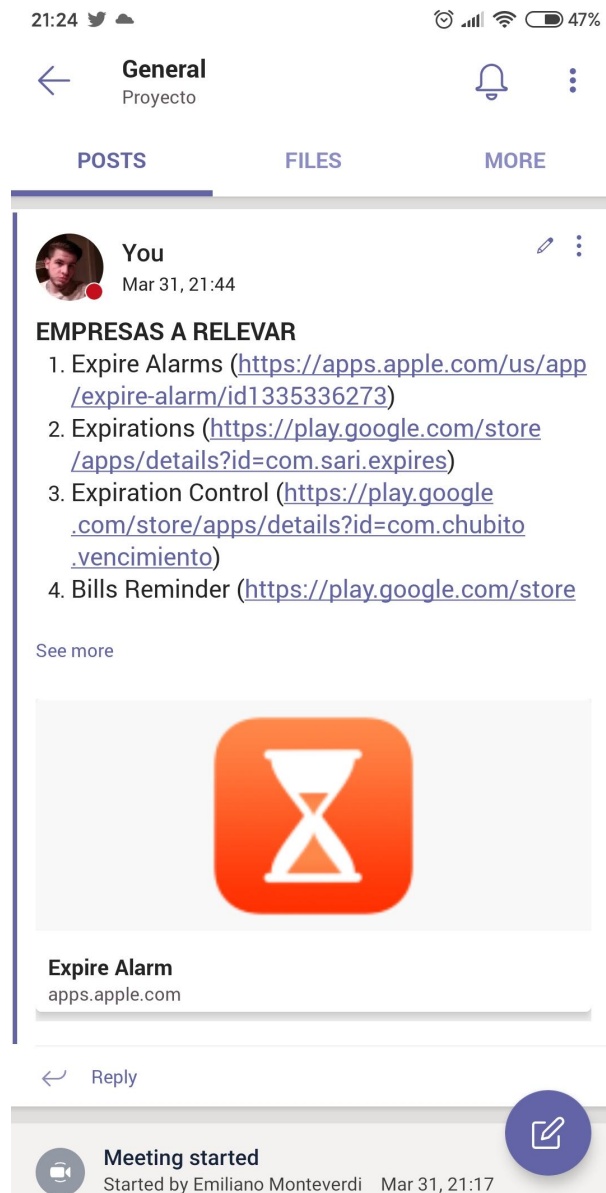 21:24
47%
General
Proyecto
POSTS
FILES
MORE
You
Mar 31, 21:44
EMPRESAS A RELEVAR
1. Expire Alarms (https://apps.apple.com/us/app
/expire-alarm/id1335336273)
2. Expirations (https://play.google.com/store
/apps/details?id=com.sari.expires)
3. Expiration Control (https://play.google
.com/store/apps/details?id=com.chubito
.vencimiento)
4. Bills Reminder (https://play.google.com/store
See more
Expire Alarm
apps.apple.com
Reply
Meeting started
Started by Emiliano Monteverdi Mar 31, 21:17